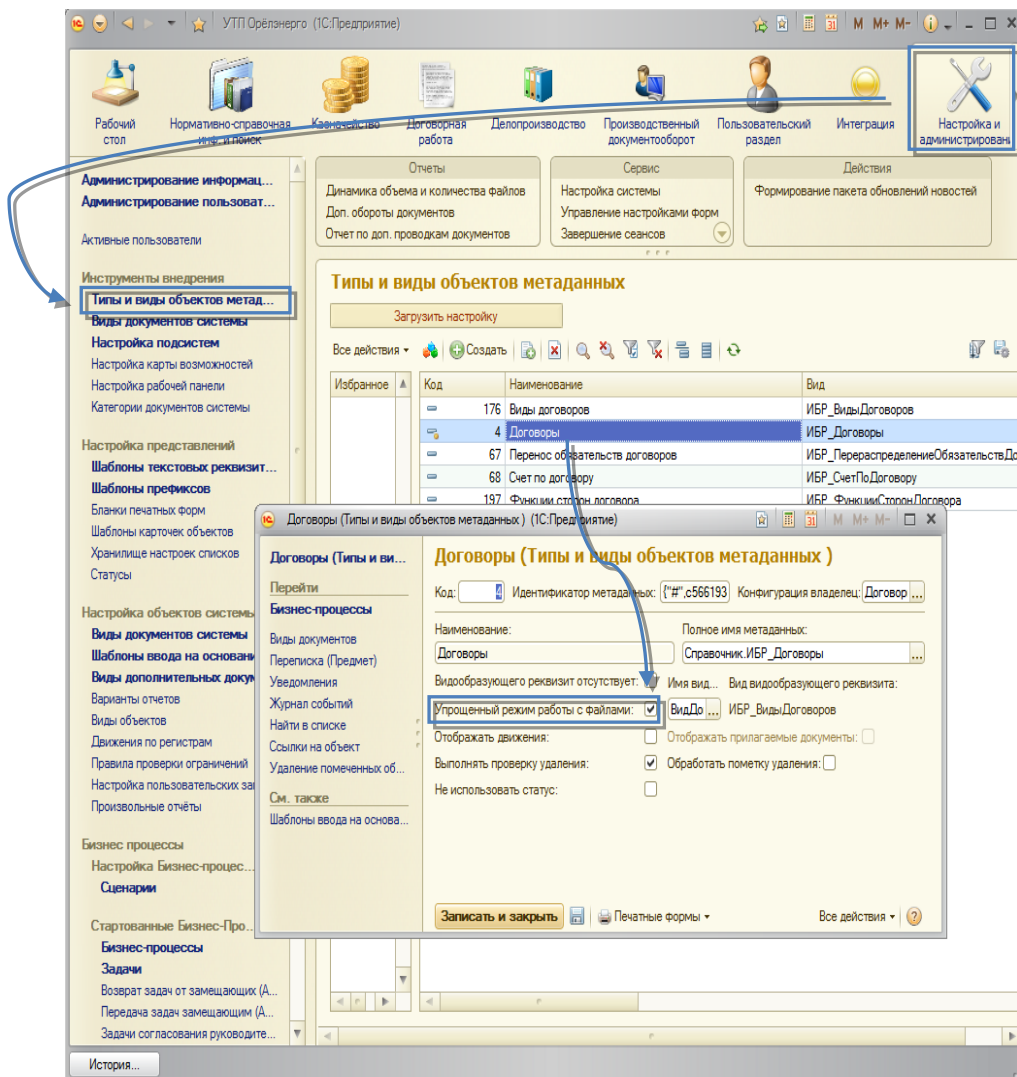 УТП Орёлэнерго (1С:Предприятие)
M M+ M-
Рабочий стол
Нормативно-справочная инф. и поиск
Казначейство
Договорная работа
Делопроизводство
Производственный документооборот
Пользовательский раздел
Интеграция
Настройка и администрировани
Администрирование информац...
Администрирование пользоват...
Активные пользователи
Инструменты внедрения
Типы и виды объектов метад...
Виды документов системы
Настройка подсистем
Настройка карты возможностей
Настройка рабочей панели
Категории документов системы
Настройка представлений
Шаблоны текстовых реквизит...
Шаблоны префиксов
Бланки печатных форм
Шаблоны карточек объектов
Хранилище настроек списков
Статусы
Настройка объектов системы
Виды документов системы
Шаблоны ввода на основани
Виды дополнительных докум
Варианты отчетов
Виды объектов
Движения по регистрам
Правила проверки ограничений
Настройка пользовательских за
Произвольные отчёты
Бизнес процессы
Настройка Бизнес-процес...
Сценарии
Стартованные Бизнес-Про...
Бизнес-процессы
Задачи
Возврат задач от замещающих (А...
Передача задач замещающим (А...
Задачи согласования руководите...
История...
Отчеты
Динамика объема и количества файлов
Доп. обороты документов
Отчет по доп. проводкам документов
Сервис
Настройка системы
Управление настройками форм
Завершение сеансов
Действия
Формирование пакета обновлений новостей
Типы и виды объектов метаданных
Загрузить настройку
Все действия
Создать
Избранное
Код Наименование Вид
176 Виды договоров ИБР_ВидыДоговоров
4 Договоры ИБР_Договоры
67 Перенос обязательств договоров ИБР_ПерераспределениеОбязательствДо
68 Счет по договору ИБР_СчетПоДоговору
197 Функции сторон договора ИБР_ФункцииСторонДоговора
Договоры (Типы и виды объектов метаданных ) (1С:Предприятие)
M M+ M-
Договоры (Типы и ви...
Перейти
Бизнес-процессы
Виды документов
Переписка (Предмет)
Уведомления
Журнал событий
Найти в списке
Ссылки на объект
Удаление помеченных об...
См. также
Шаблоны ввода на основа...
Договоры (Типы и виды объектов метаданных )
Код: 4 Идентификатор метаданных: {"#",c566193 Конфигурация владелец: Договор ...
Наименование: Полное имя метаданных:
Договоры Справочник.ИБР_Договоры ...
Видообразующего реквизит отсутствует: Имя вид... Вид видообразующего реквизита:
Упрощенный режим работы с файлами: ВидДо ... ИБР_ВидыДоговоров
Отображать движения: Отображать прилагаемые документы:
Выполнять проверку удаления: Обработать пометку удаления:
Не использовать статус:
Записать и закрыть Печатные формы Все действия ?